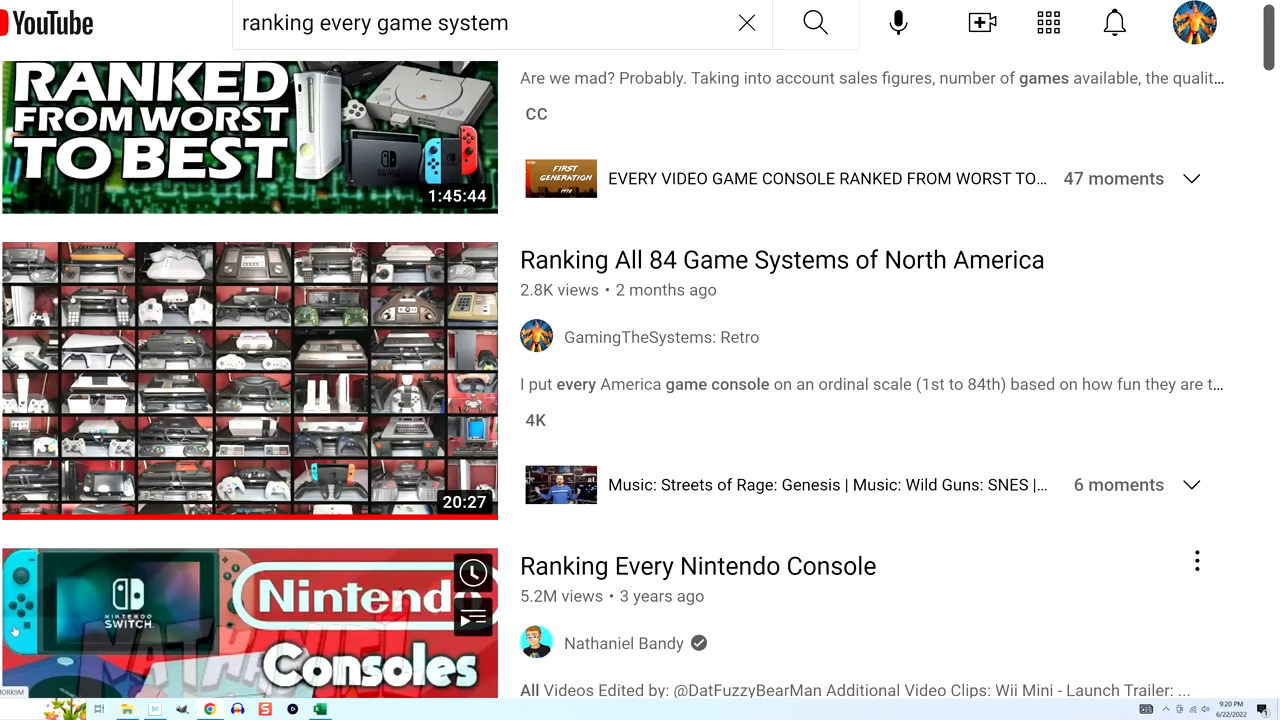 YouTube
ranking every game system
RANKED
FROM WORST
TO BEST
1:45:44
Are we mad? Probably. Taking into account sales figures, number of games available, the qualit...
CC
FIRST
GENERATION
EVERY VIDEO GAME CONSOLE RANKED FROM WORST TO...
47 moments
20:27
Ranking All 84 Game Systems of North America
2.8K views • 2 months ago
GamingTheSystems: Retro
I put every America game console on an ordinal scale (1st to 84th) based on how fun they are t...
4K
Music: Streets of Rage: Genesis | Music: Wild Guns: SNES |...
6 moments
NINTENDO
SWITCH
Nintendo
NATHANIEL
Consoles
Ranking Every Nintendo Console
5.2M views • 3 years ago
Nathaniel Bandy
All Videos Edited by: @DatFuzzyBearMan Additional Video Clips: Wii Mini - Launch Trailer: ...
9:20 PM
6/22/2022